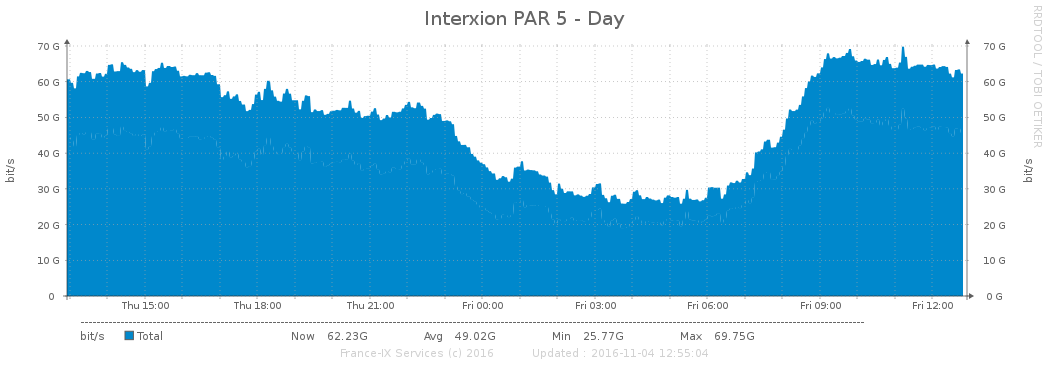 Interxion PAR 5 - Day
RRDTOOL / TOBI OETIKER
bit/s
bit/s
70 G 70 G
60 G 60 G
50 G 50 G
40 G 40 G
30 G 30 G
20 G 20 G
10 G 10 G
0 0 G
Thu 15:00 Thu 18:00 Thu 21:00 Fri 00:00 Fri 03:00 Fri 06:00 Fri 09:00 Fri 12:00
bit/s Total Now 62.23G Avg 49.02G Min 25.77G Max 69.75G
France-IX Services (c) 2016 Updated : 2016-11-04 12:55:04